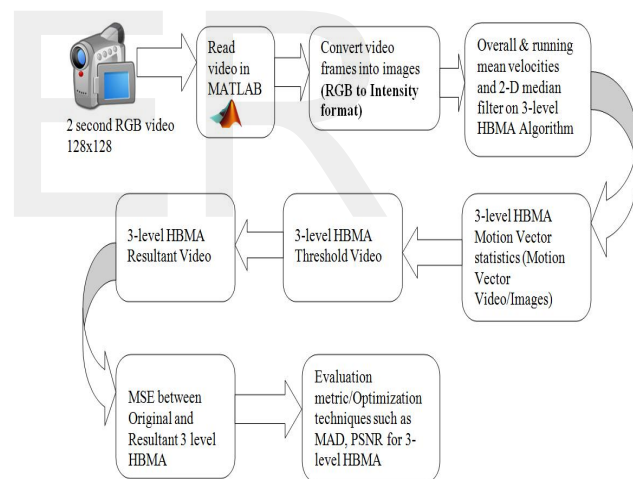 ER
2 second RGB video
128x128
Read
video in
MATLAB
Convert video
frames into images
(RGB to Intensity
format)
Overall & running
mean velocities
and 2-D median
filter on 3-level
HBMA Algorithm
3-level HBMA
Motion Vector
statistics (Motion
Vector
Video/Images)
3-level HBMA
Threshold Video
3-level HBMA
Resultant Video
MSE between
Original and
Resultant 3 level
HBMA
Evaluation
metric/Optimization
techniques such as
MAD, PSNR for 3-
level HBMA